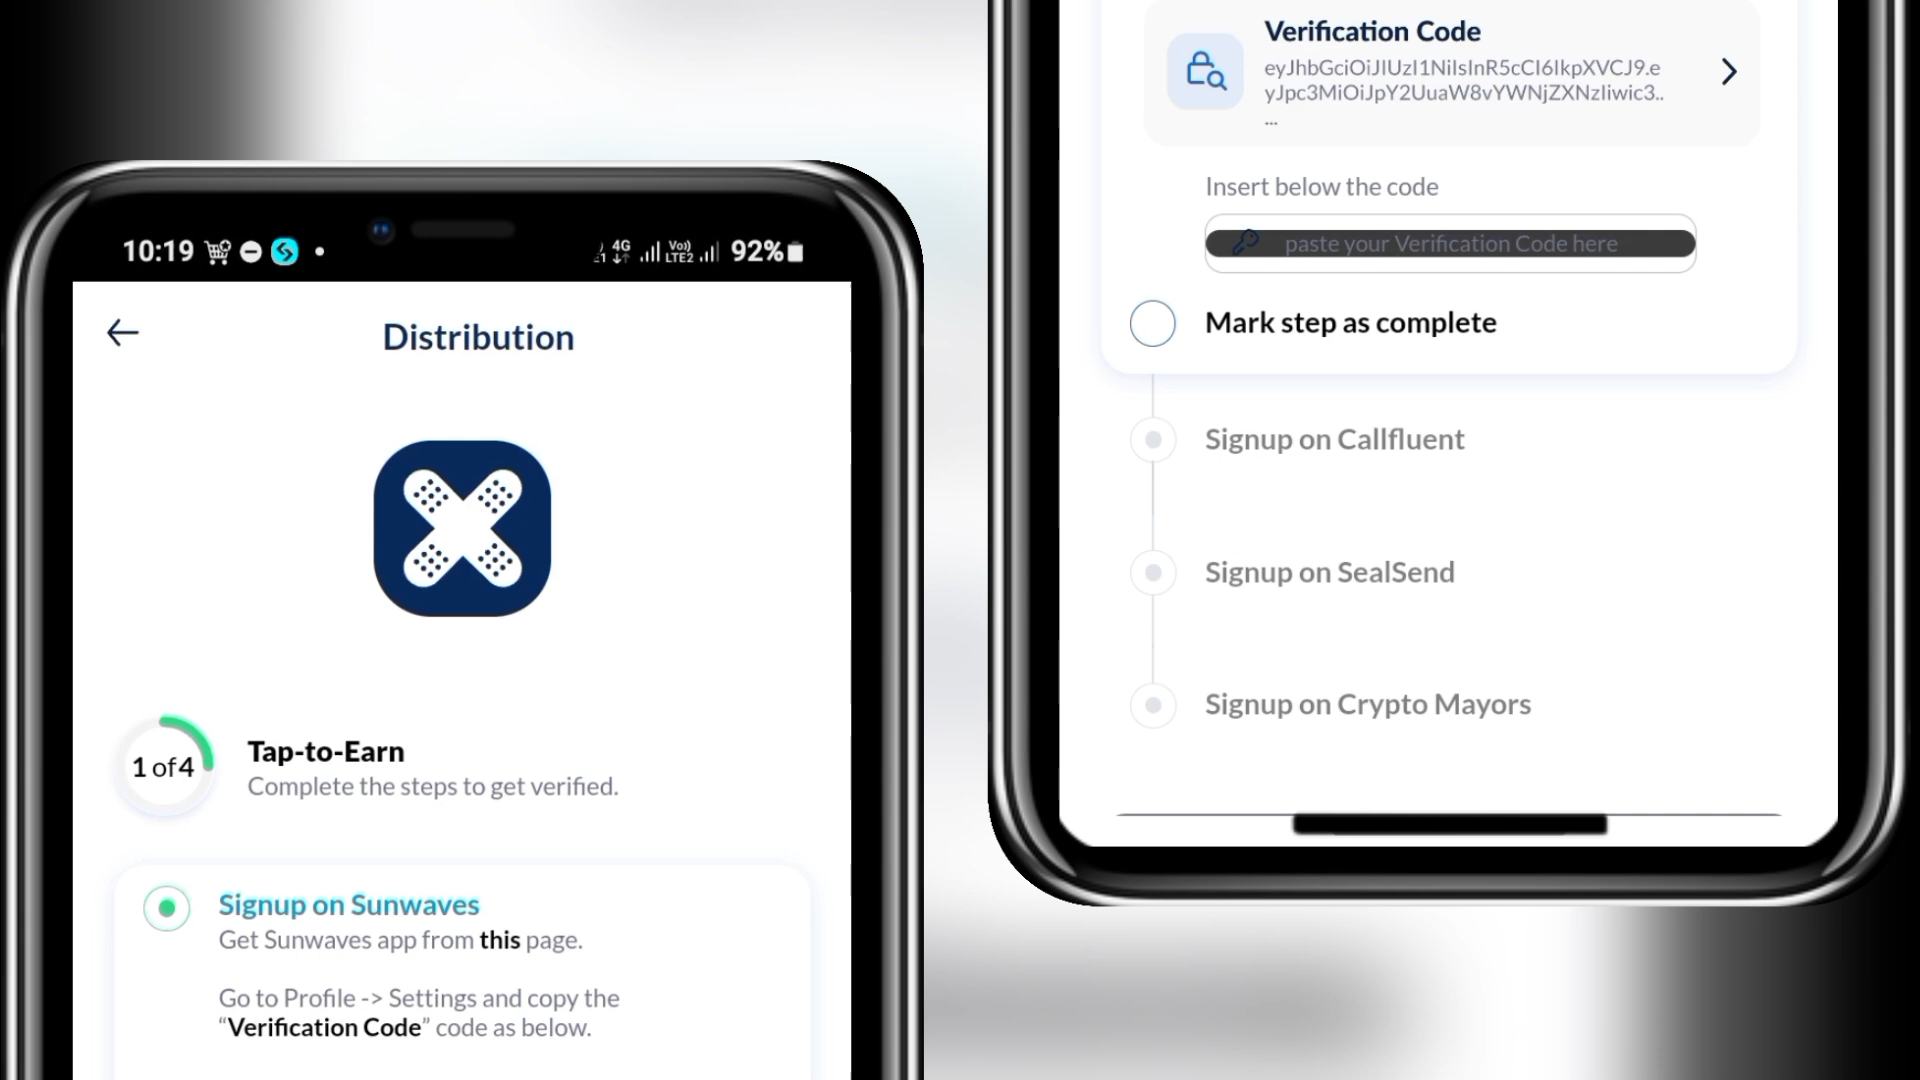 10:19
4G
Vo))
LTE2
92%
Distribution
1 of 4
Tap-to-Earn
Complete the steps to get verified.
Signup on Sunwaves
Get Sunwaves app from this page.
Go to Profile -> Settings and copy the
“Verification Code” code as below.
Verification Code
eyJhbGciOiJIUzI1NiIsInR5cCI6IkpXVCJ9.e
yJpc3MiOiJpY2UuaW8vYWNjZXNzIiwic3..
...
Insert below the code
paste your Verification Code here
Mark step as complete
Signup on Callfluent
Signup on SealSend
Signup on Crypto Mayors